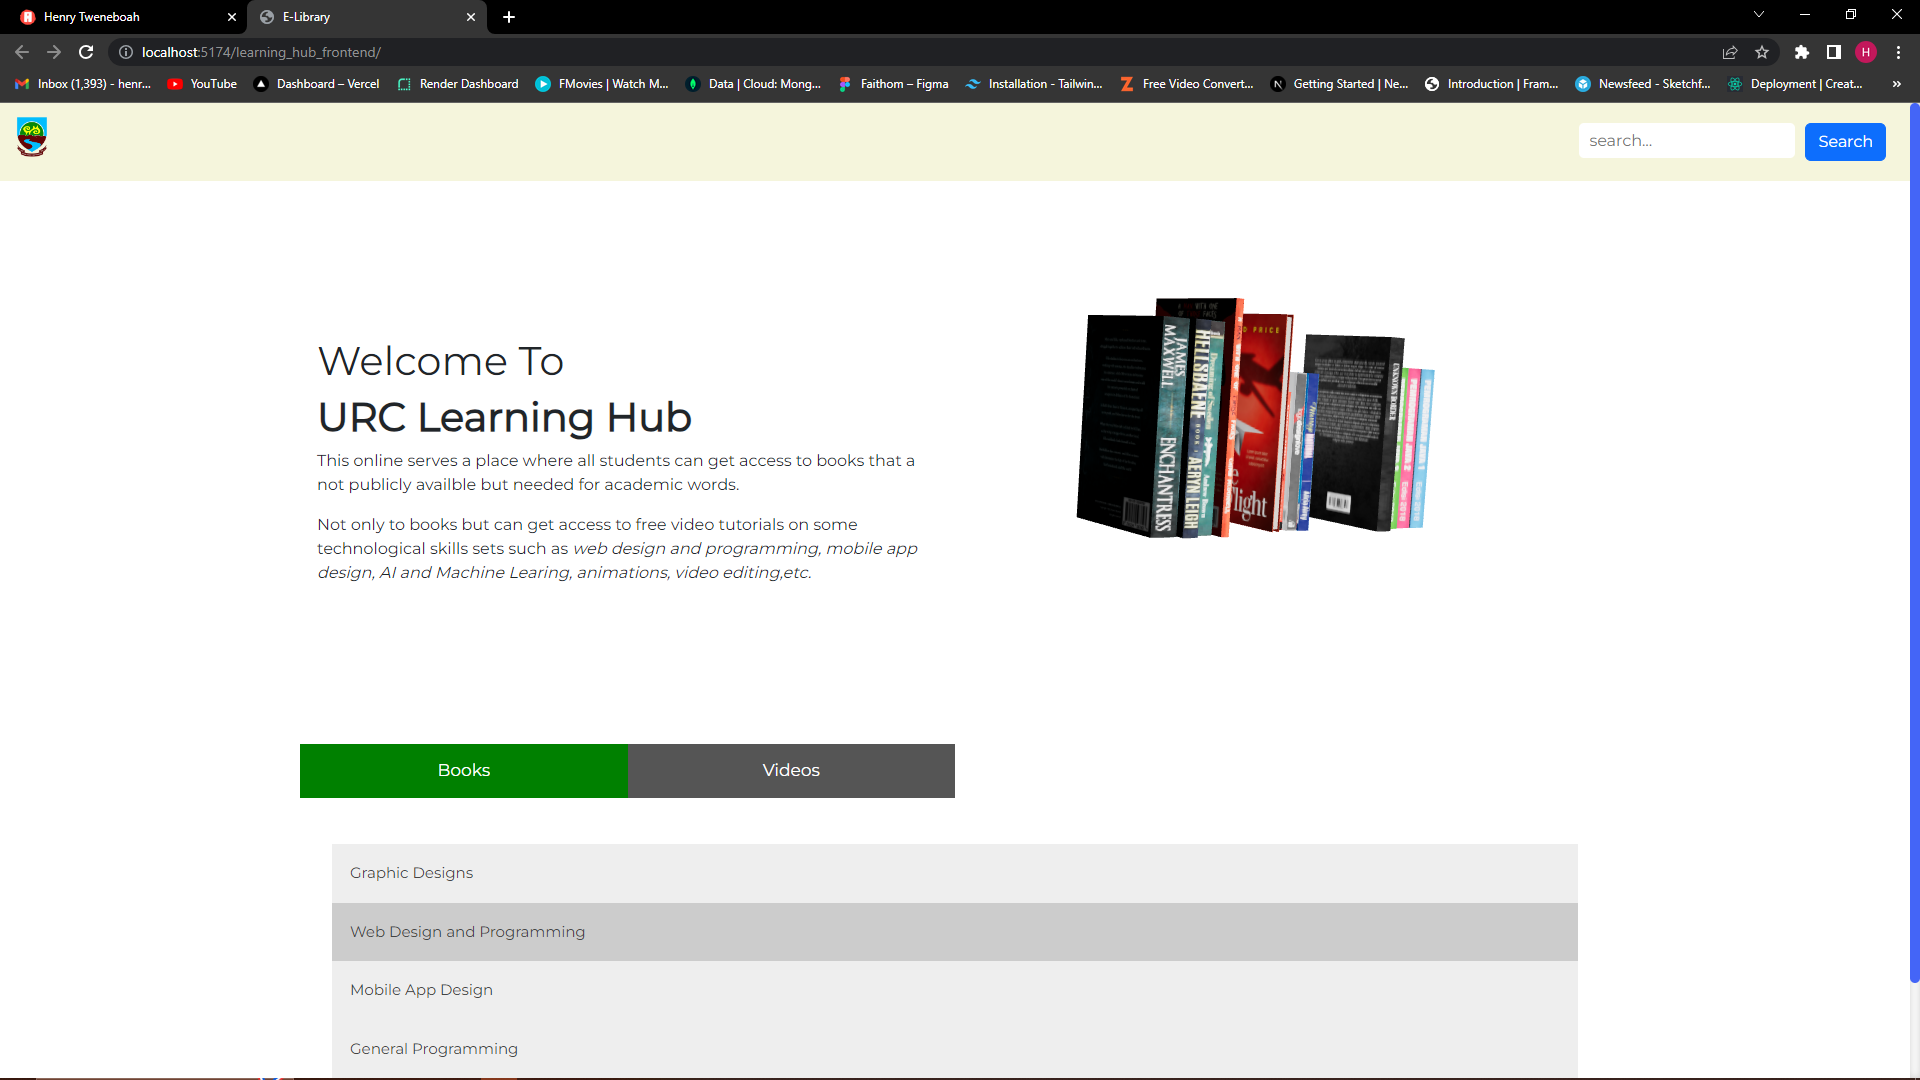 Henry Tweneboah
E-Library
localhost:5174/learning_hub_frontend/
H
Inbox (1,393) - henr...
YouTube
Dashboard – Vercel
Render Dashboard
FMovies | Watch M...
Data | Cloud: Mong...
Faithom – Figma
Installation - Tailwin...
Free Video Convert...
Getting Started | Ne...
Introduction | Fram...
Newsfeed - Sketchf...
Deployment | Creat...
»
search...
Search
Welcome To
URC Learning Hub
This online serves a place where all students can get access to books that a
not publicly availble but needed for academic words.
Not only to books but can get access to free video tutorials on some
technological skills sets such as web design and programming, mobile app
design, AI and Machine Learing, animations, video editing,etc.
JAMES MAXWELL
ENCHANTRESS
BOOK 1
AERYN LEIGH
PRICE
Books
Videos
Graphic Designs
Web Design and Programming
Mobile App Design
General Programming